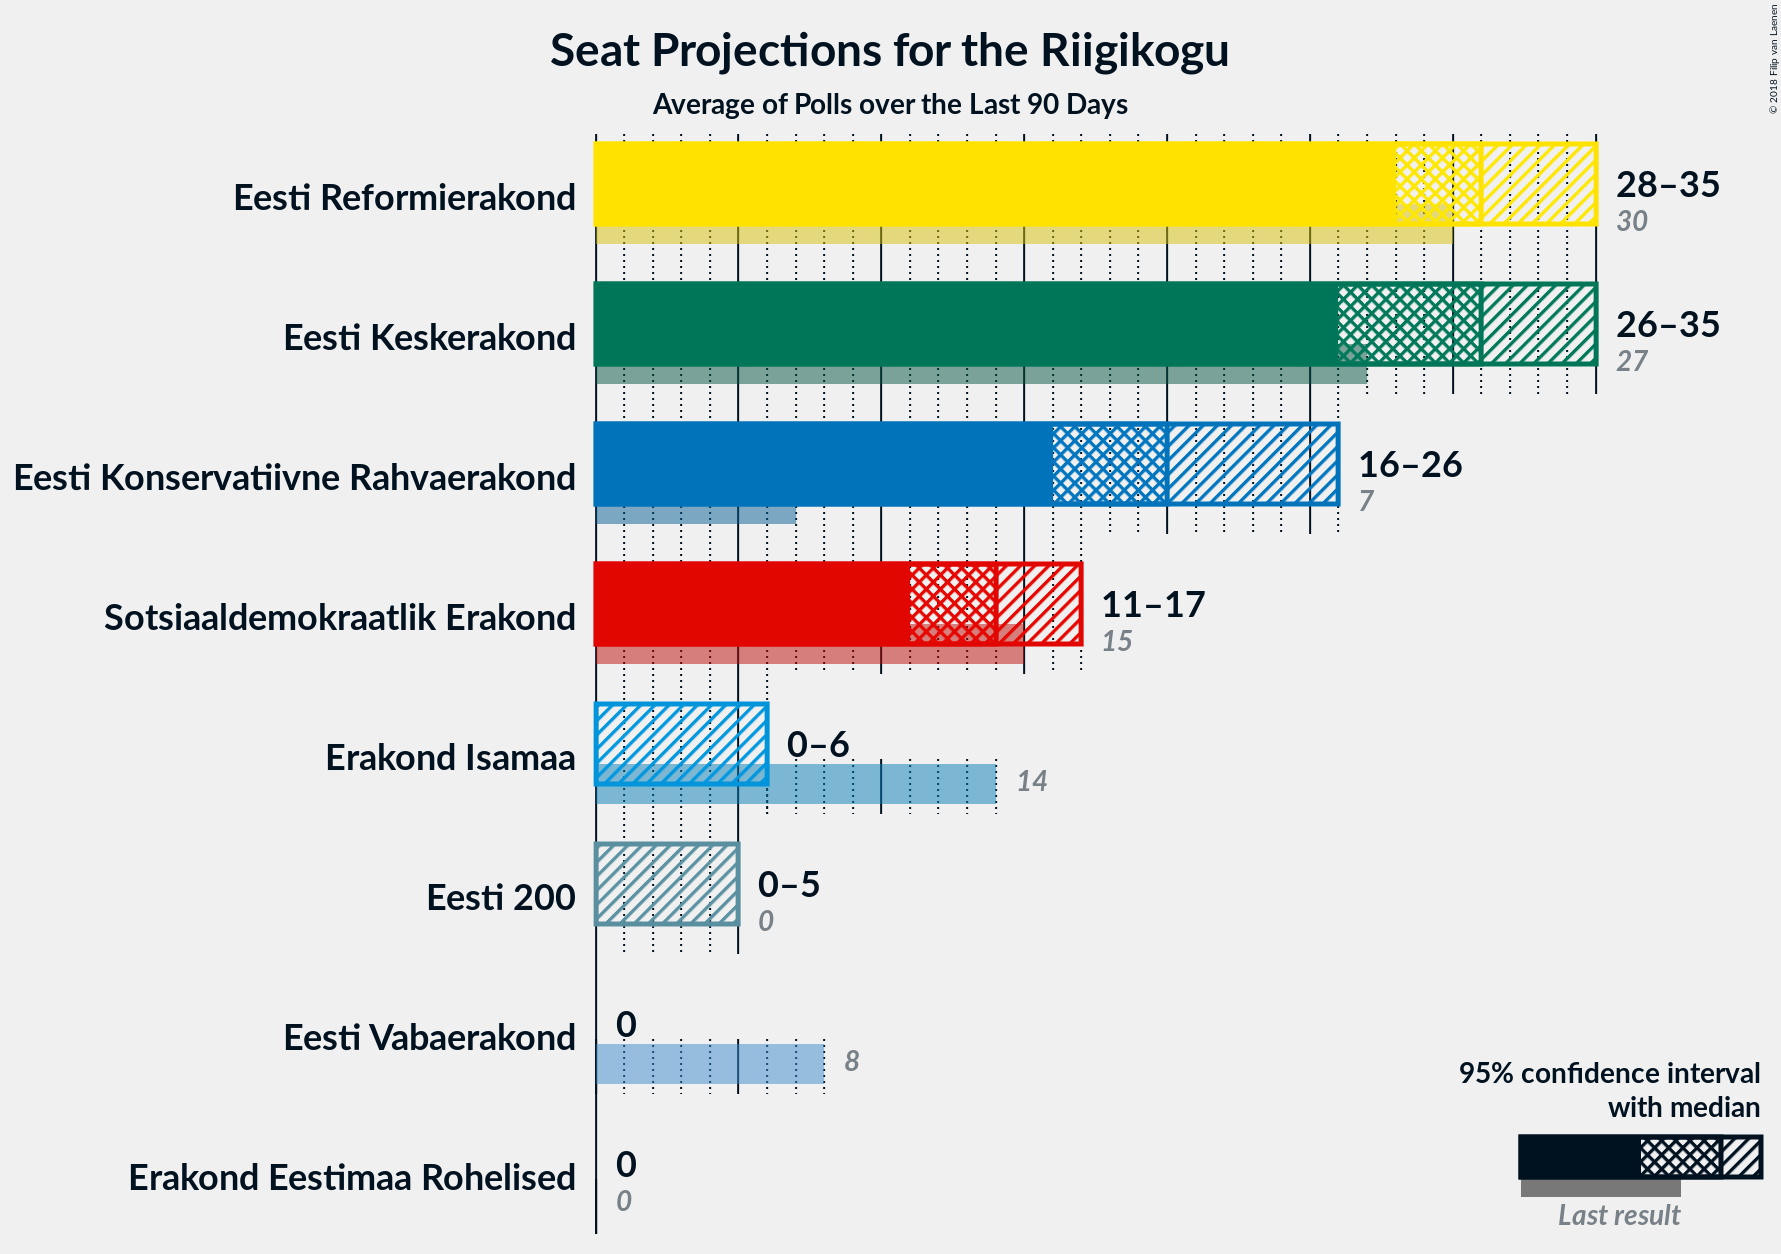 Seat Projections for the Riigikogu
Average of Polls over the Last 90 Days
© 2018 Filip van Laenen
Eesti Reformierakond
28–35
30
Eesti Keskerakond
26–35
27
Eesti Konservatiivne Rahvaerakond
16–26
7
Sotsiaaldemokraatlik Erakond
11–17
15
Erakond Isamaa
0–6
14
Eesti 200
0–5
0
Eesti Vabaerakond
0
8
Erakond Eestimaa Rohelised
0
0
95% confidence interval
with median
Last result